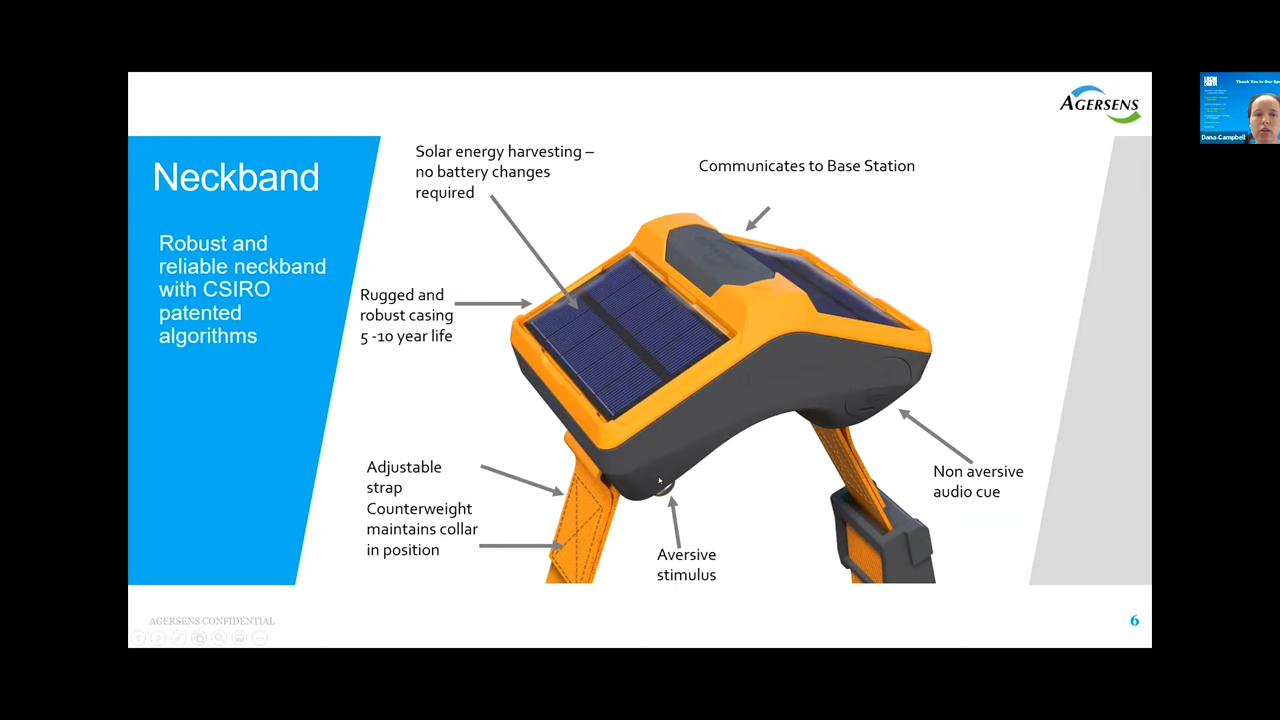 AGERSENS
Neckband
Robust and
reliable neckband
with CSIRO
patented
algorithms
Solar energy harvesting –
no battery changes
required
Communicates to Base Station
Rugged and
robust casing
5 -10 year life
Adjustable
strap
Counterweight
maintains collar
in position
Aversive
stimulus
Non aversive
audio cue
AGERSENS CONFIDENTIAL
6
Dana Campbell